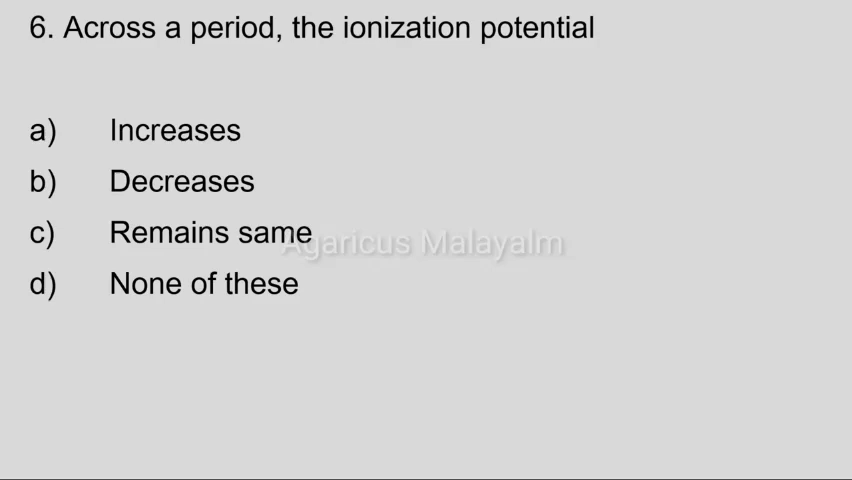 6. Across a period, the ionization potential
a) Increases
b) Decreases
c) Remains same
Agaricus Malayalm
d) None of these